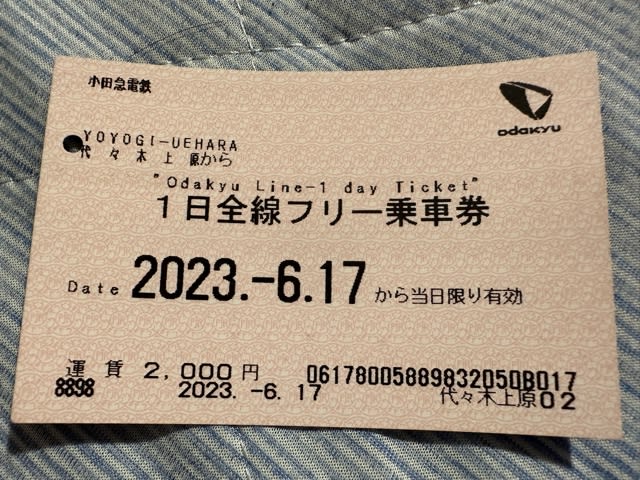 小田急電鉄
ODAKYU
YOYOGI-UEHARA
代々木上原から
"Odakyu Line-1 day Ticket"
1日全線フリー乗車券
Date 2023.-6.17から当日限り有効
運賃 2,000円 06178005889832050B017
8898 2023. -6. 17 代々木上原02